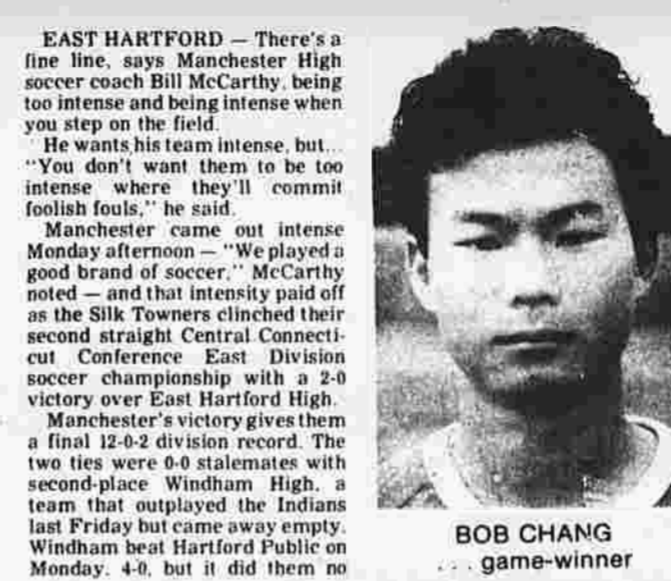 EAST HARTFORD — There's a
fine line, says Manchester High
soccer coach Bill McCarthy, being
too intense and being intense when
you step on the field.
He wants his team intense, but...
"You don't want them to be too
intense where they'll commit
foolish fouls," he said.
Manchester came out intense
Monday afternoon — "We played a
good brand of soccer," McCarthy
noted — and that intensity paid off
as the Silk Towners clinched their
second straight Central Connecti-
cut Conference East Division
soccer championship with a 2-0
victory over East Hartford High.
Manchester's victory gives them
a final 12-0-2 division record. The
two ties were 0-0 stalemates with
second-place Windham High, a
team that outplayed the Indians
last Friday but came away empty.
Windham beat Hartford Public on
Monday, 4-0, but it did them no
BOB CHANG
... game-winner